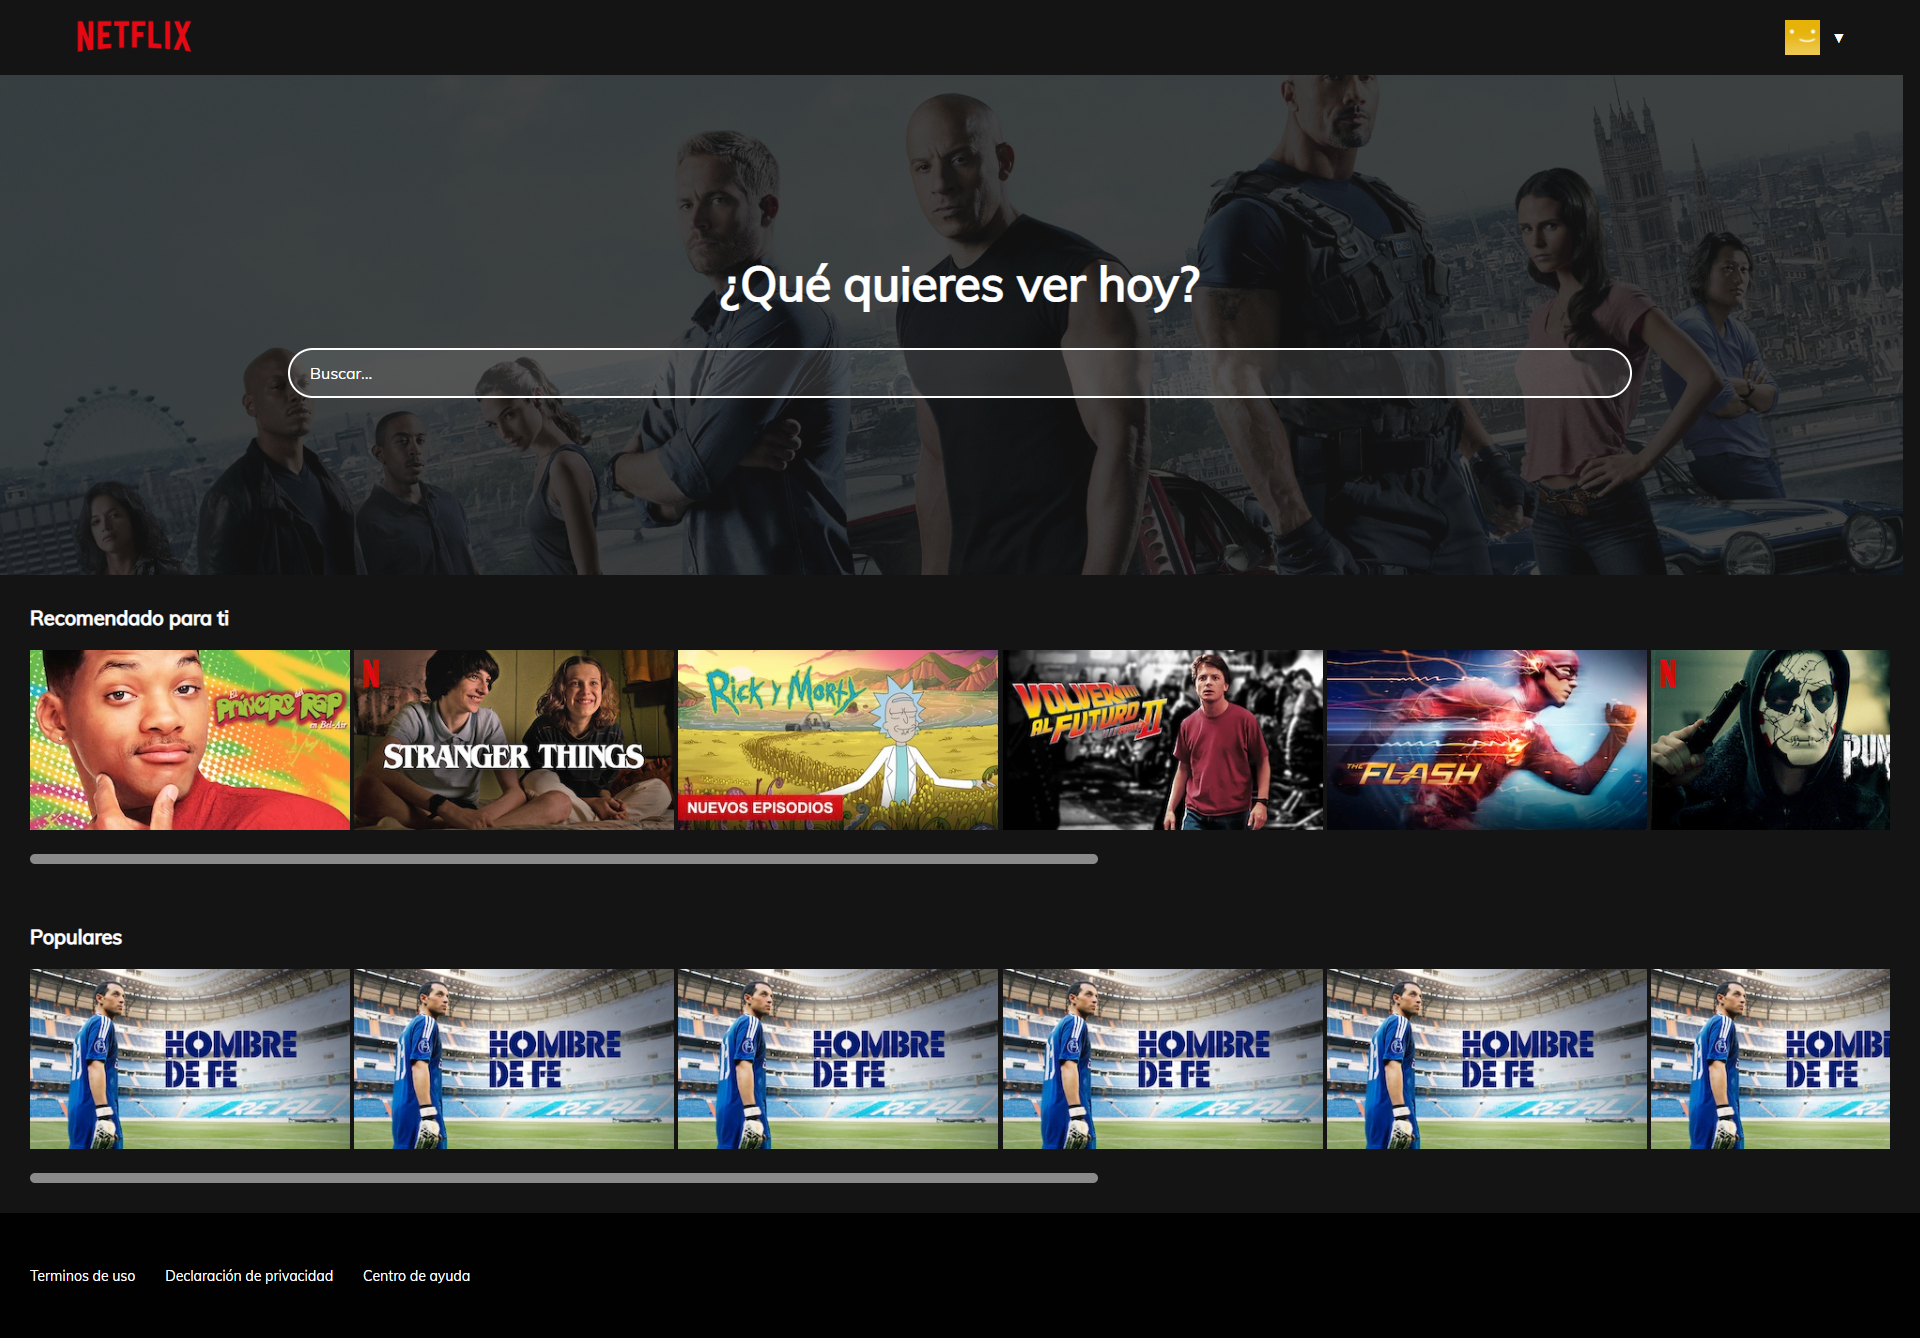 NETFLIX
▼
¿Qué quieres ver hoy?
Buscar...
Recomendado para ti
El Príncipe del Rap
en Bel-Air
N
STRANGER THINGS
RICK Y MORTY
NUEVOS EPISODIOS
VOLVER
AL FUTURO II
THE FLASH
N
PUN
Populares
HOMBRE
DE FE
REAL
HOMBRE
DE FE
REAL
HOMBRE
DE FE
REAL
HOMBRE
DE FE
REAL
HOMBRE
DE FE
REAL
HOMBR
DE FE
REAL
Terminos de uso Declaración de privacidad Centro de ayuda